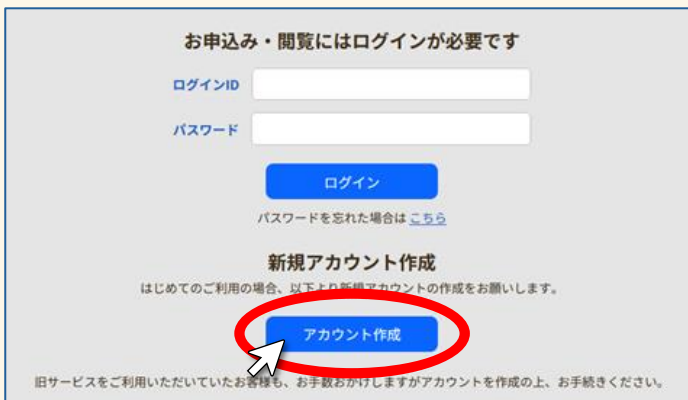 お申込み・閲覧にはログインが必要です
ログインID
パスワード
ログイン
パスワードを忘れた場合は こちら
新規アカウント作成
はじめてのご利用の場合、以下より新規アカウントの作成をお願いします。
アカウント作成
旧サービスをご利用いただいていたお客様も、お手数おかけしますがアカウントを作成の上、お手続きください。